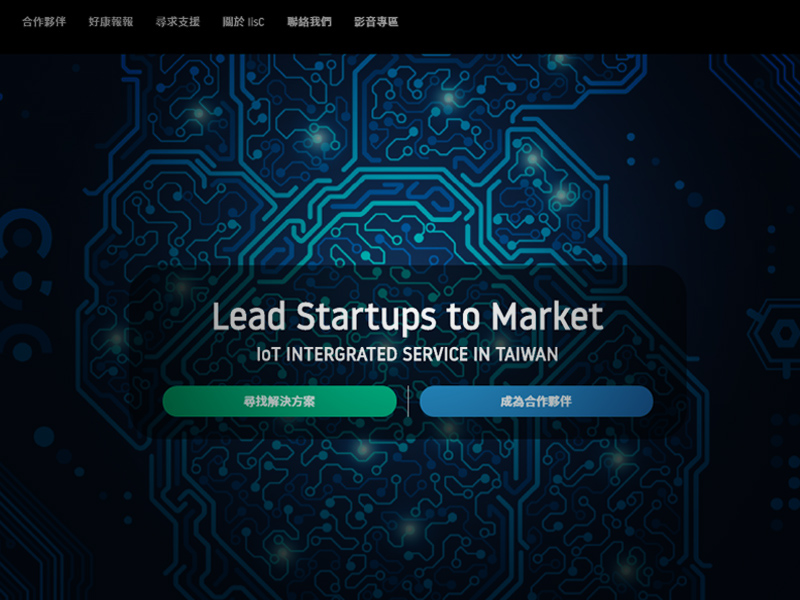 合作夥伴 好康報報 尋求支援 關於 IisC 聯絡我們 影音專區
Lead Startups to Market
IoT INTERGRATED SERVICE IN TAIWAN
尋找解決方案 成為合作夥伴